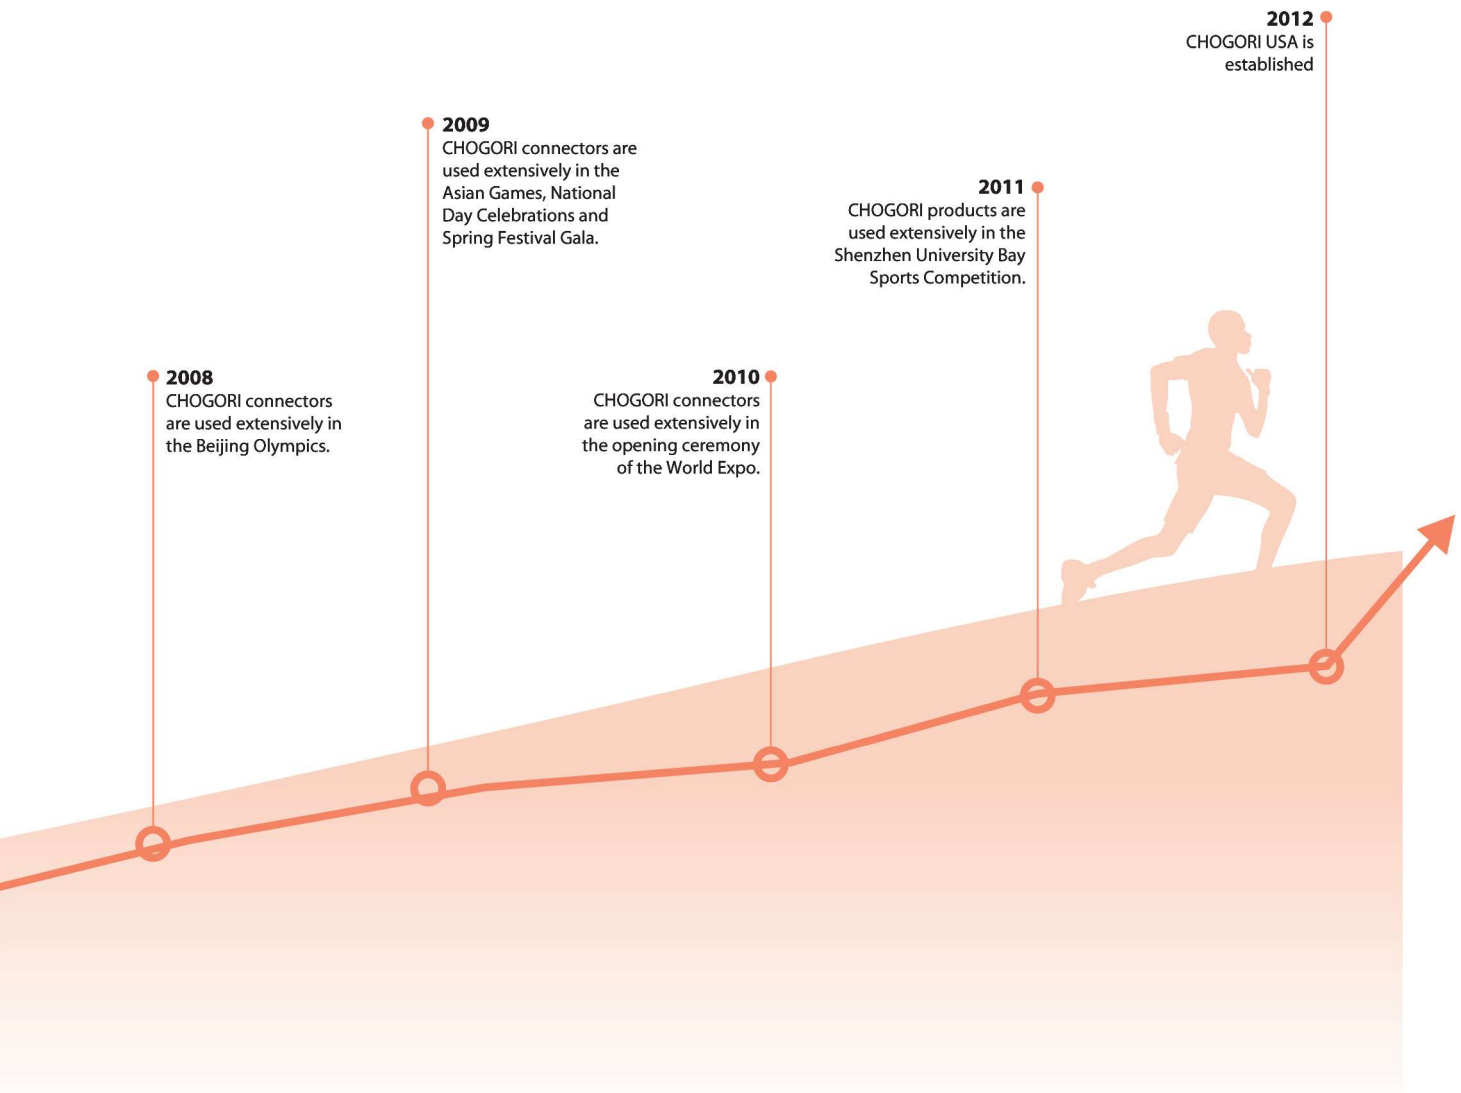 2008
CHOGORI connectors
are used extensively in
the Beijing Olympics.
2009
CHOGORI connectors are
used extensively in the
Asian Games, National
Day Celebrations and
Spring Festival Gala.
2010
CHOGORI connectors
are used extensively in
the opening ceremony
of the World Expo.
2011
CHOGORI products are
used extensively in the
Shenzhen University Bay
Sports Competition.
2012
CHOGORI USA is
established